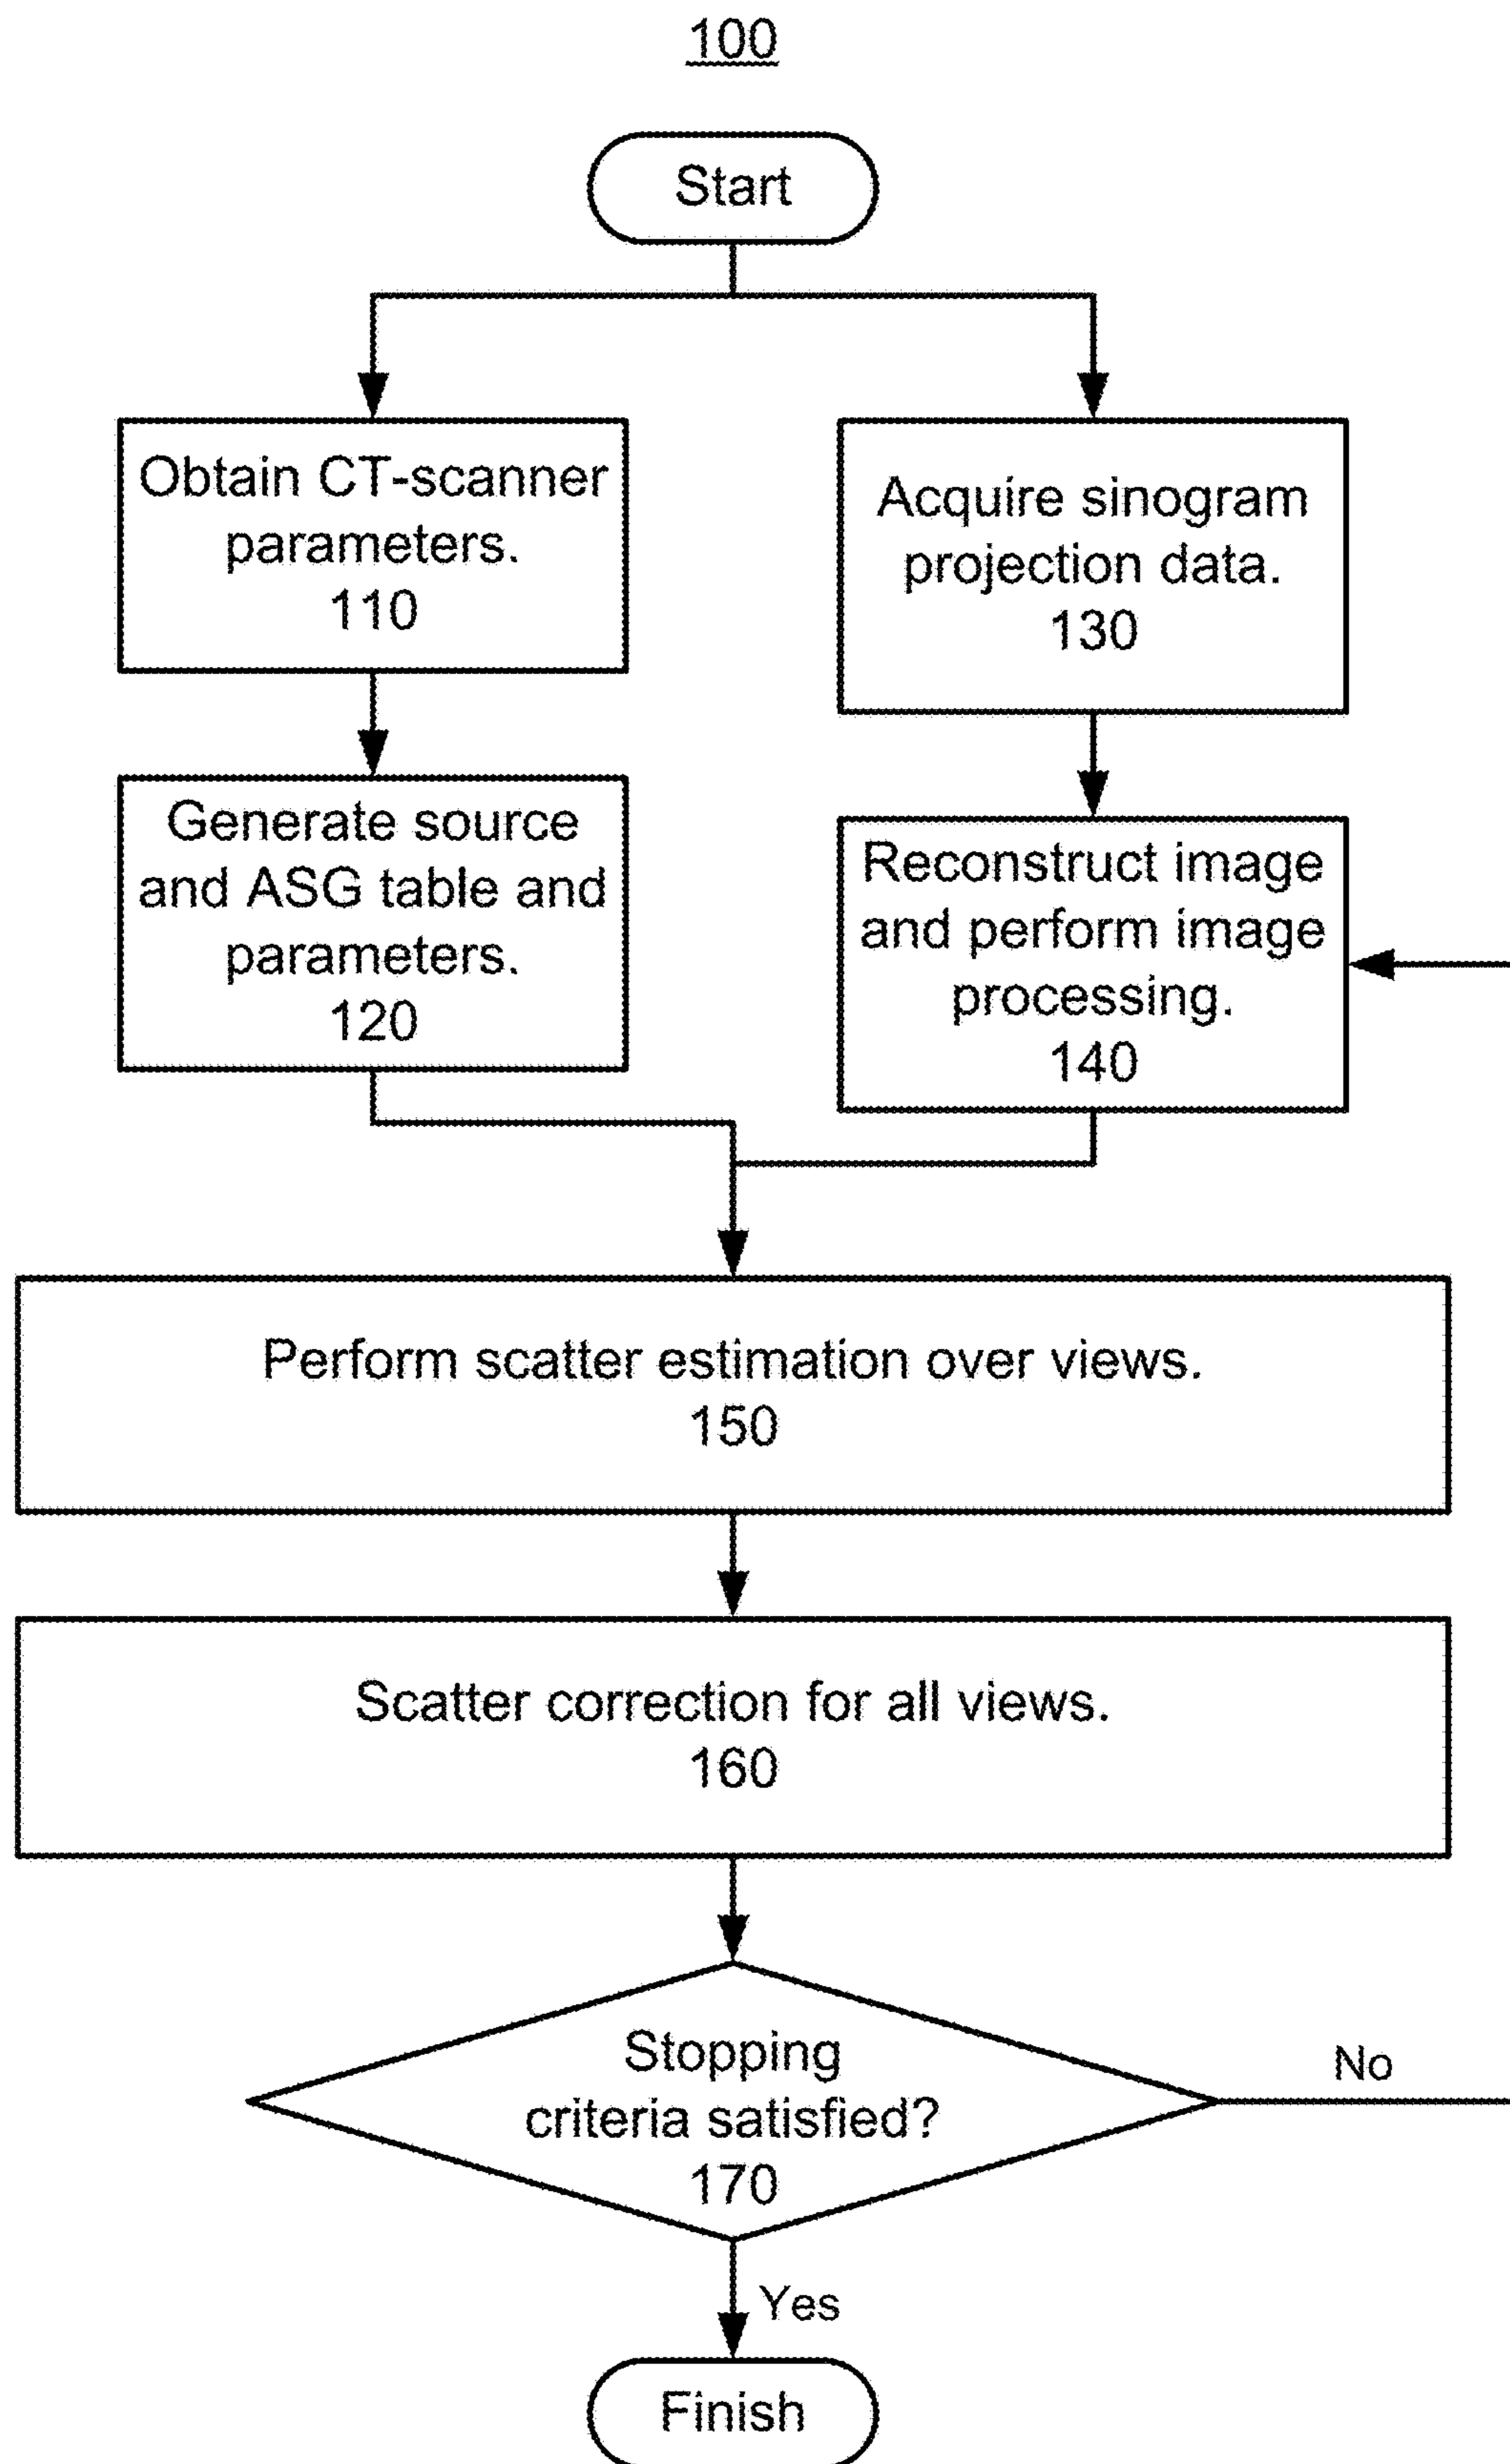 100
Start
Obtain CT-scanner
parameters.
110
Acquire sinogram
projection data.
130
Generate source
and ASG table and
parameters.
120
Reconstruct image
and perform image
processing.
140
Perform scatter estimation over views.
150
Scatter correction for all views.
160
Stopping
criteria satisfied?
170
No
Yes
Finish